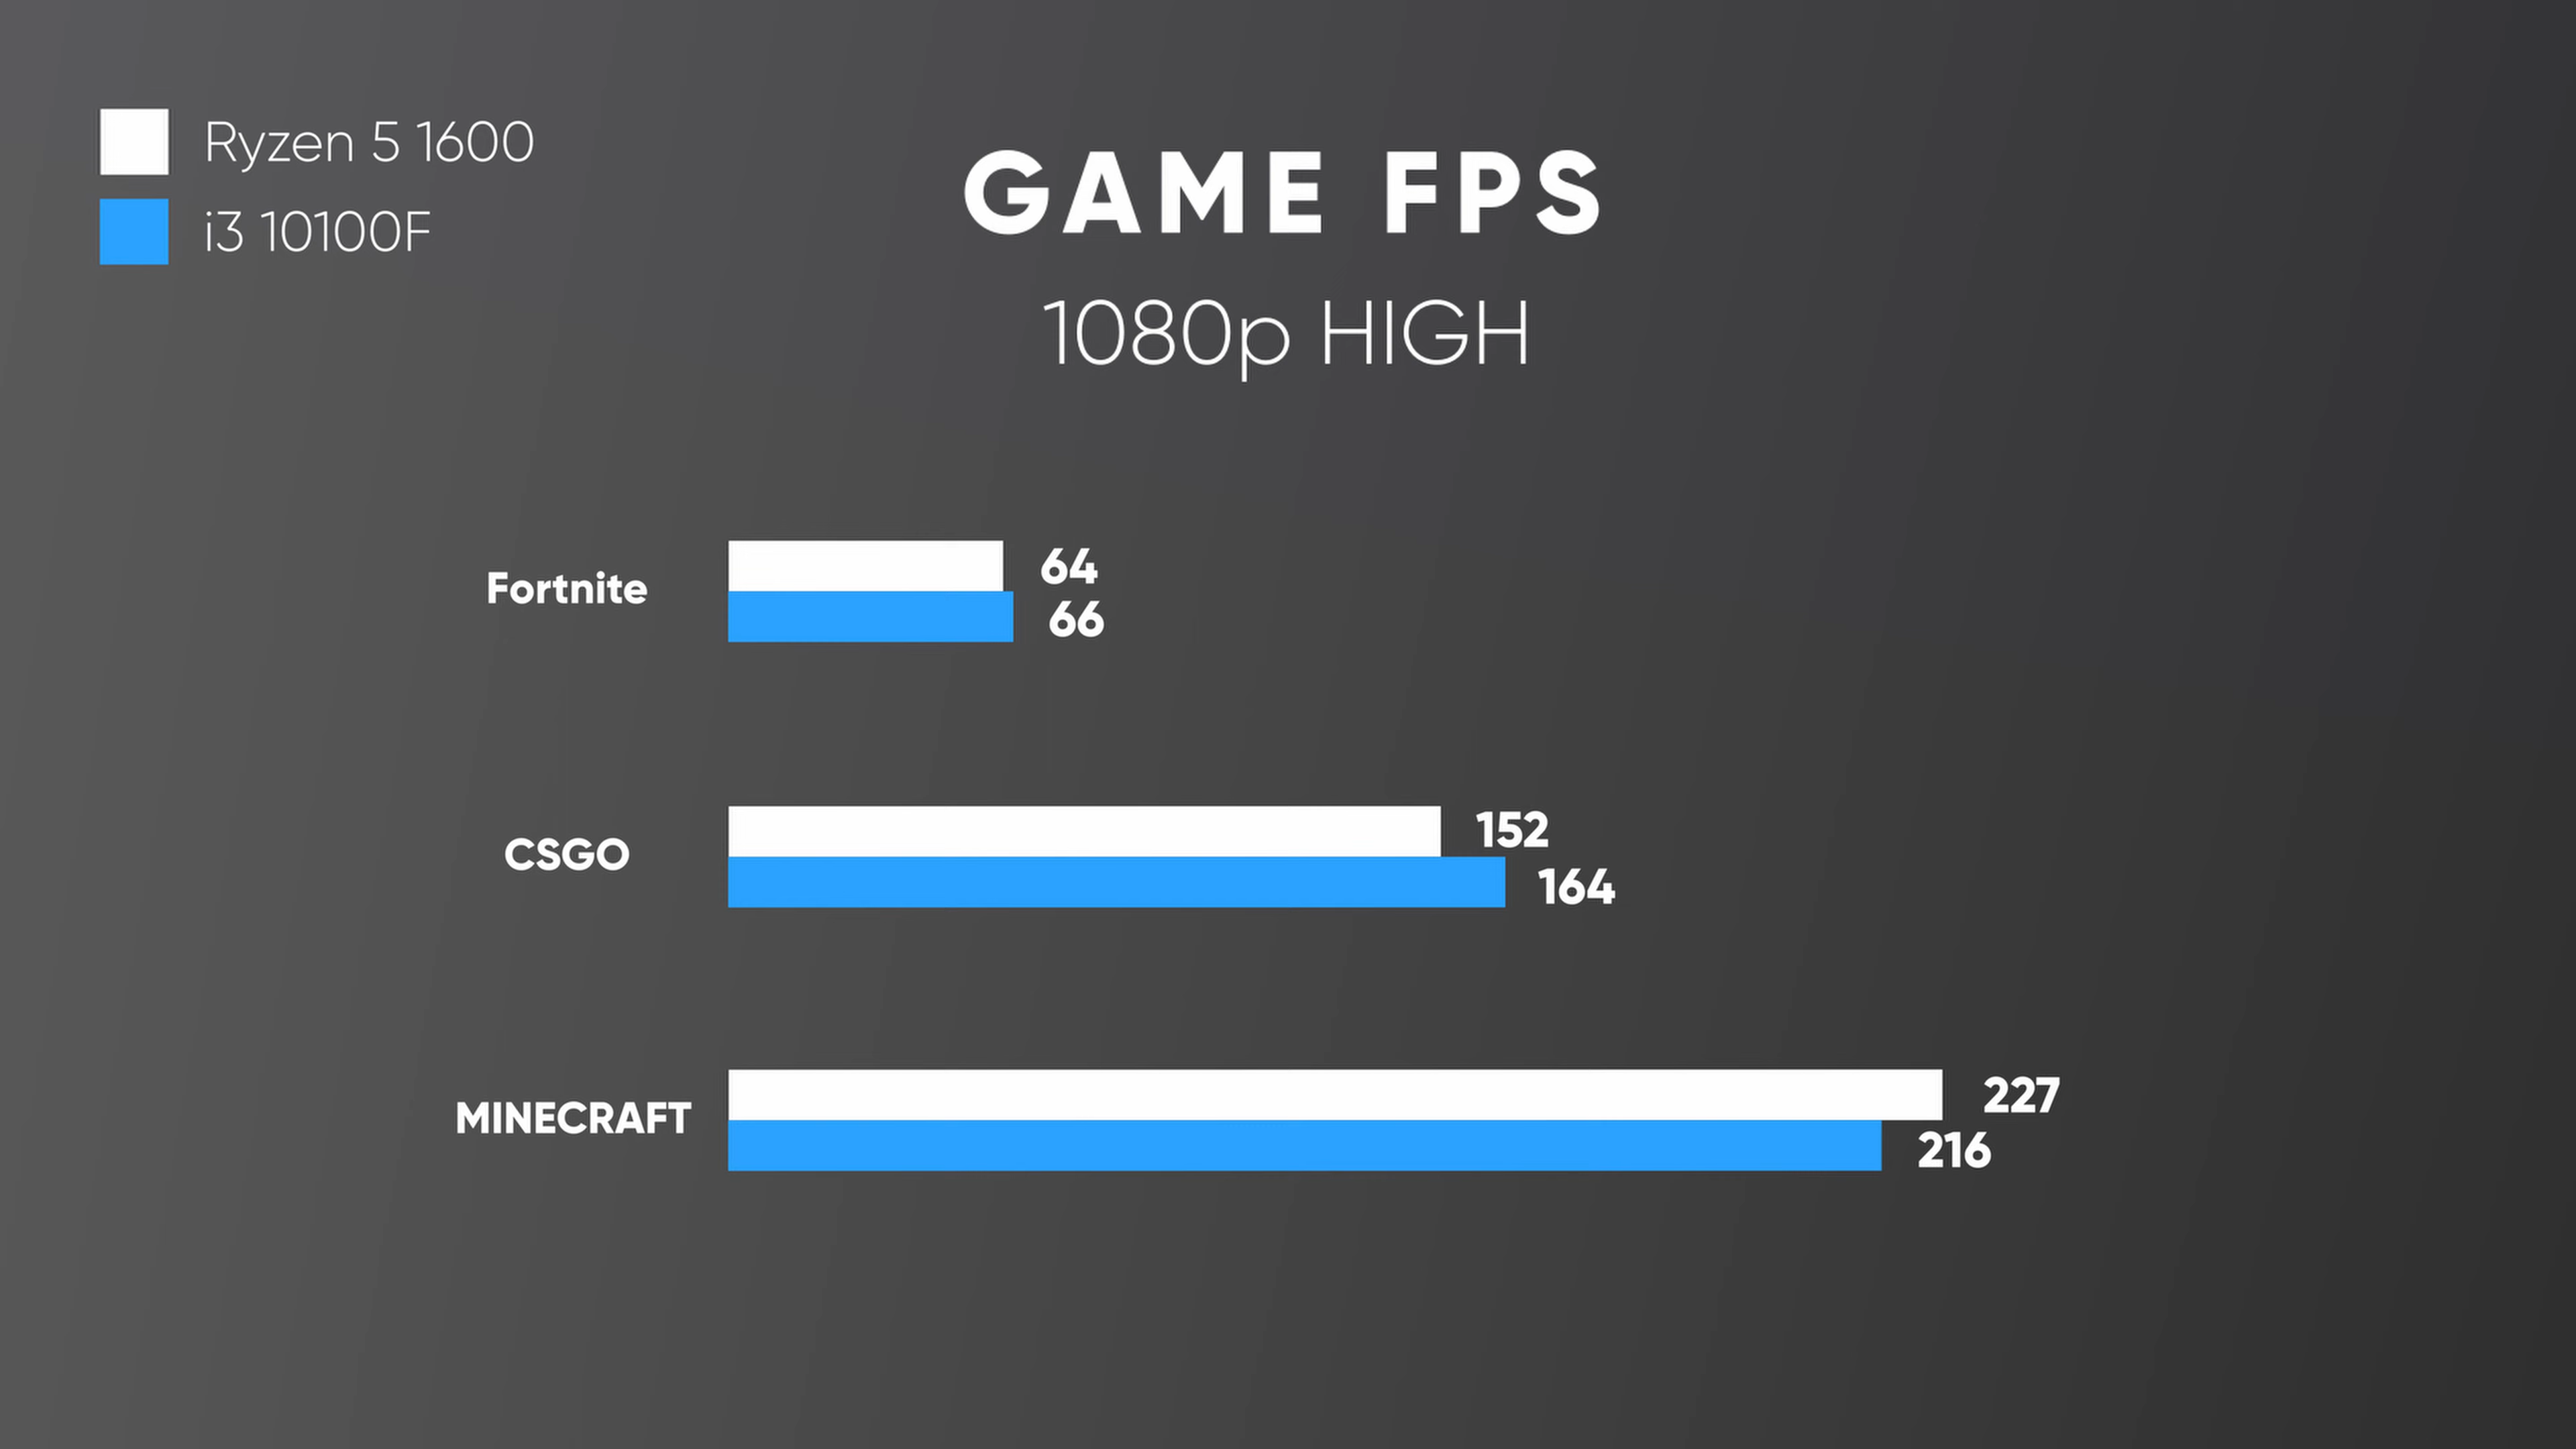 Ryzen 5 1600
i3 10100F
GAME FPS
1080p HIGH
Fortnite
64
66
CSGO
152
164
MINECRAFT
227
216